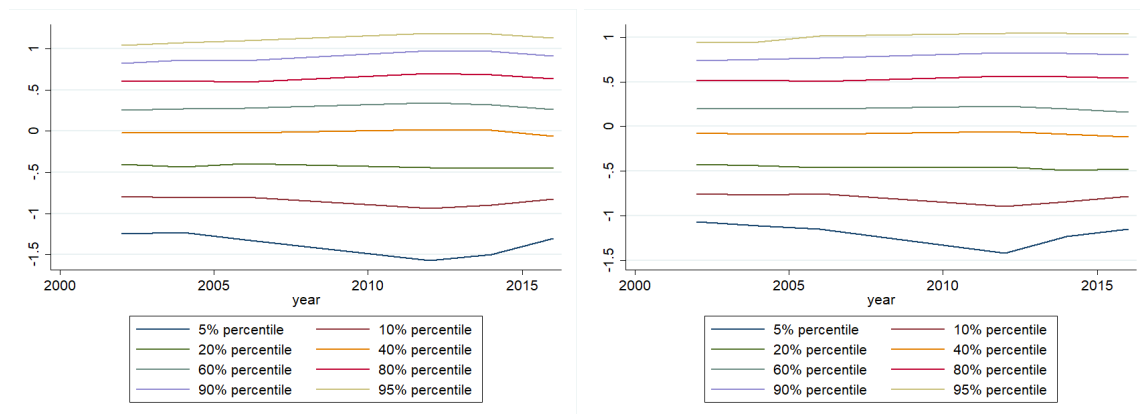 1
.5
0
-.5
-1
-1.5
2000 2005 2010 2015
year
5% percentile 10% percentile
20% percentile 40% percentile
60% percentile 80% percentile
90% percentile 95% percentile
1
.5
0
-.5
-1
-1.5
2000 2005 2010 2015
year
5% percentile 10% percentile
20% percentile 40% percentile
60% percentile 80% percentile
90% percentile 95% percentile